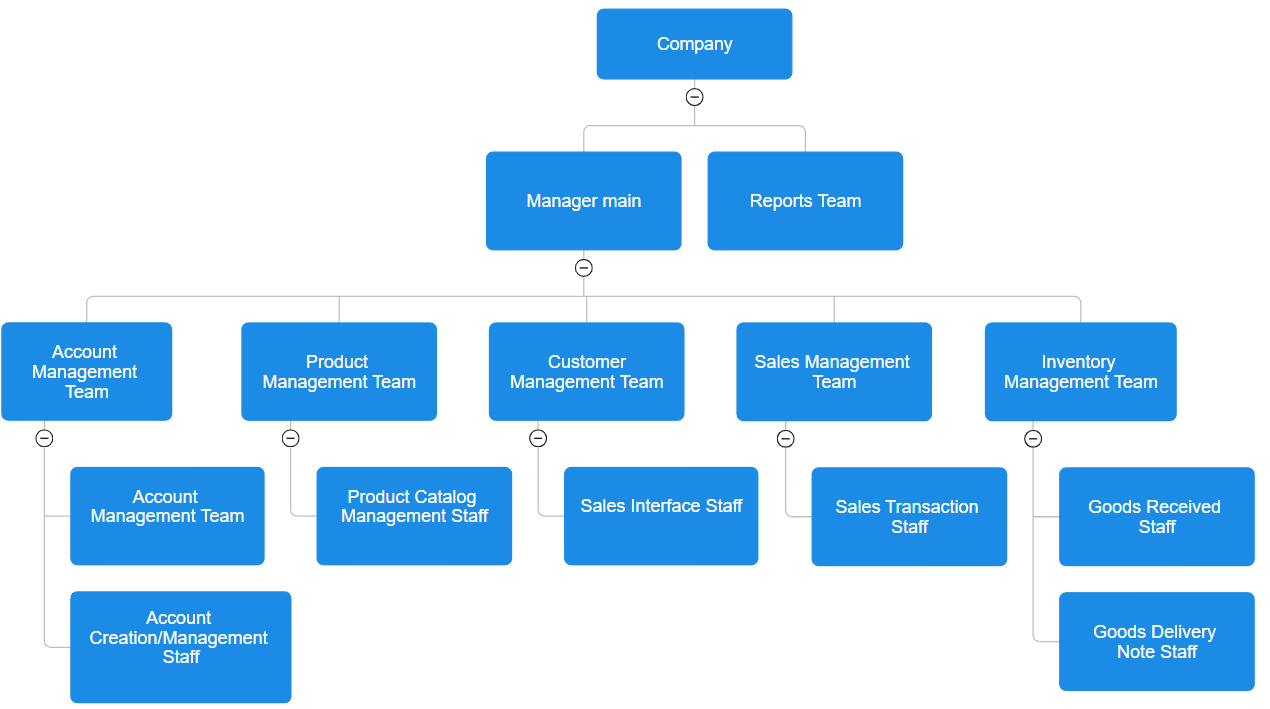 Company
Manager main
Reports Team
Account
Management
Team
Product
Management Team
Customer
Management Team
Sales Management
Team
Inventory
Management Team
Account
Management Team
Product Catalog
Management Staff
Sales Interface Staff
Sales Transaction
Staff
Goods Received
Staff
Account
Creation/Management
Staff
Goods Delivery
Note Staff